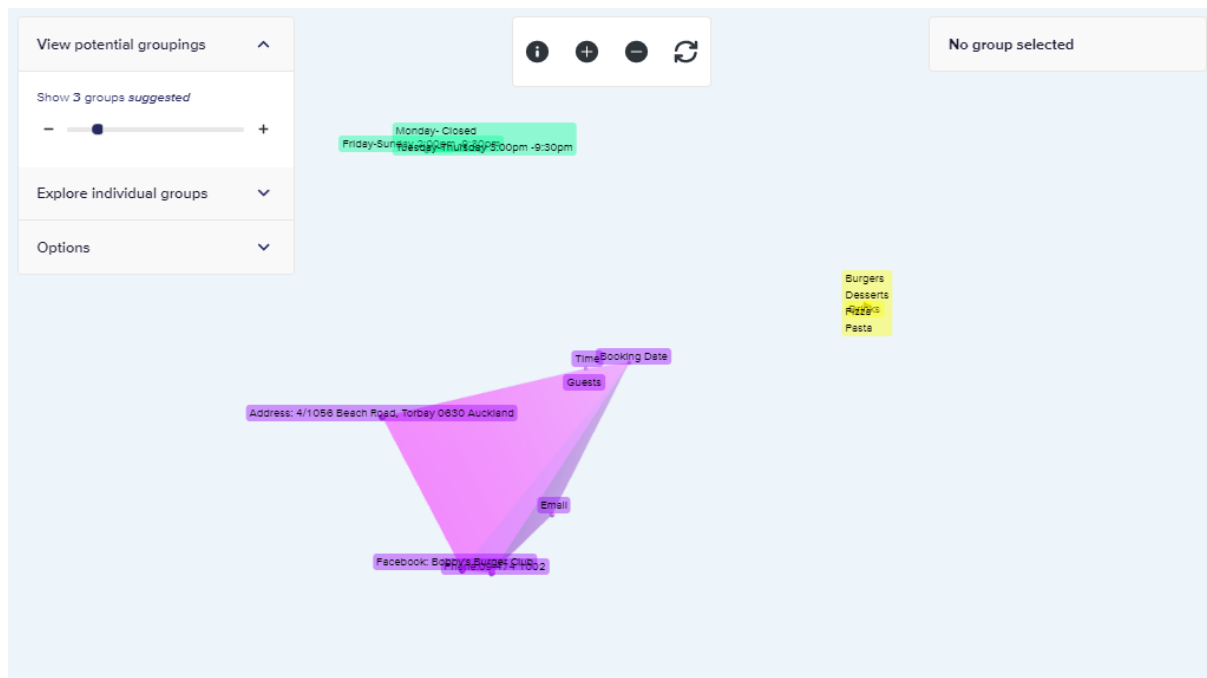 View potential groupings
No group selected
Show 3 groups suggested
Explore individual groups
Options
Monday- Closed
Friday-Sunday
Tuesday-Thursday 5:00pm -9:30pm
Burgers
Desserts
Drinks
Pizza
Pasta
Time
Booking Date
Guests
Address: 4/1056 Beach Road, Torbay 0630 Auckland
Email
Facebook: Bobby's Burger Club
Phone: